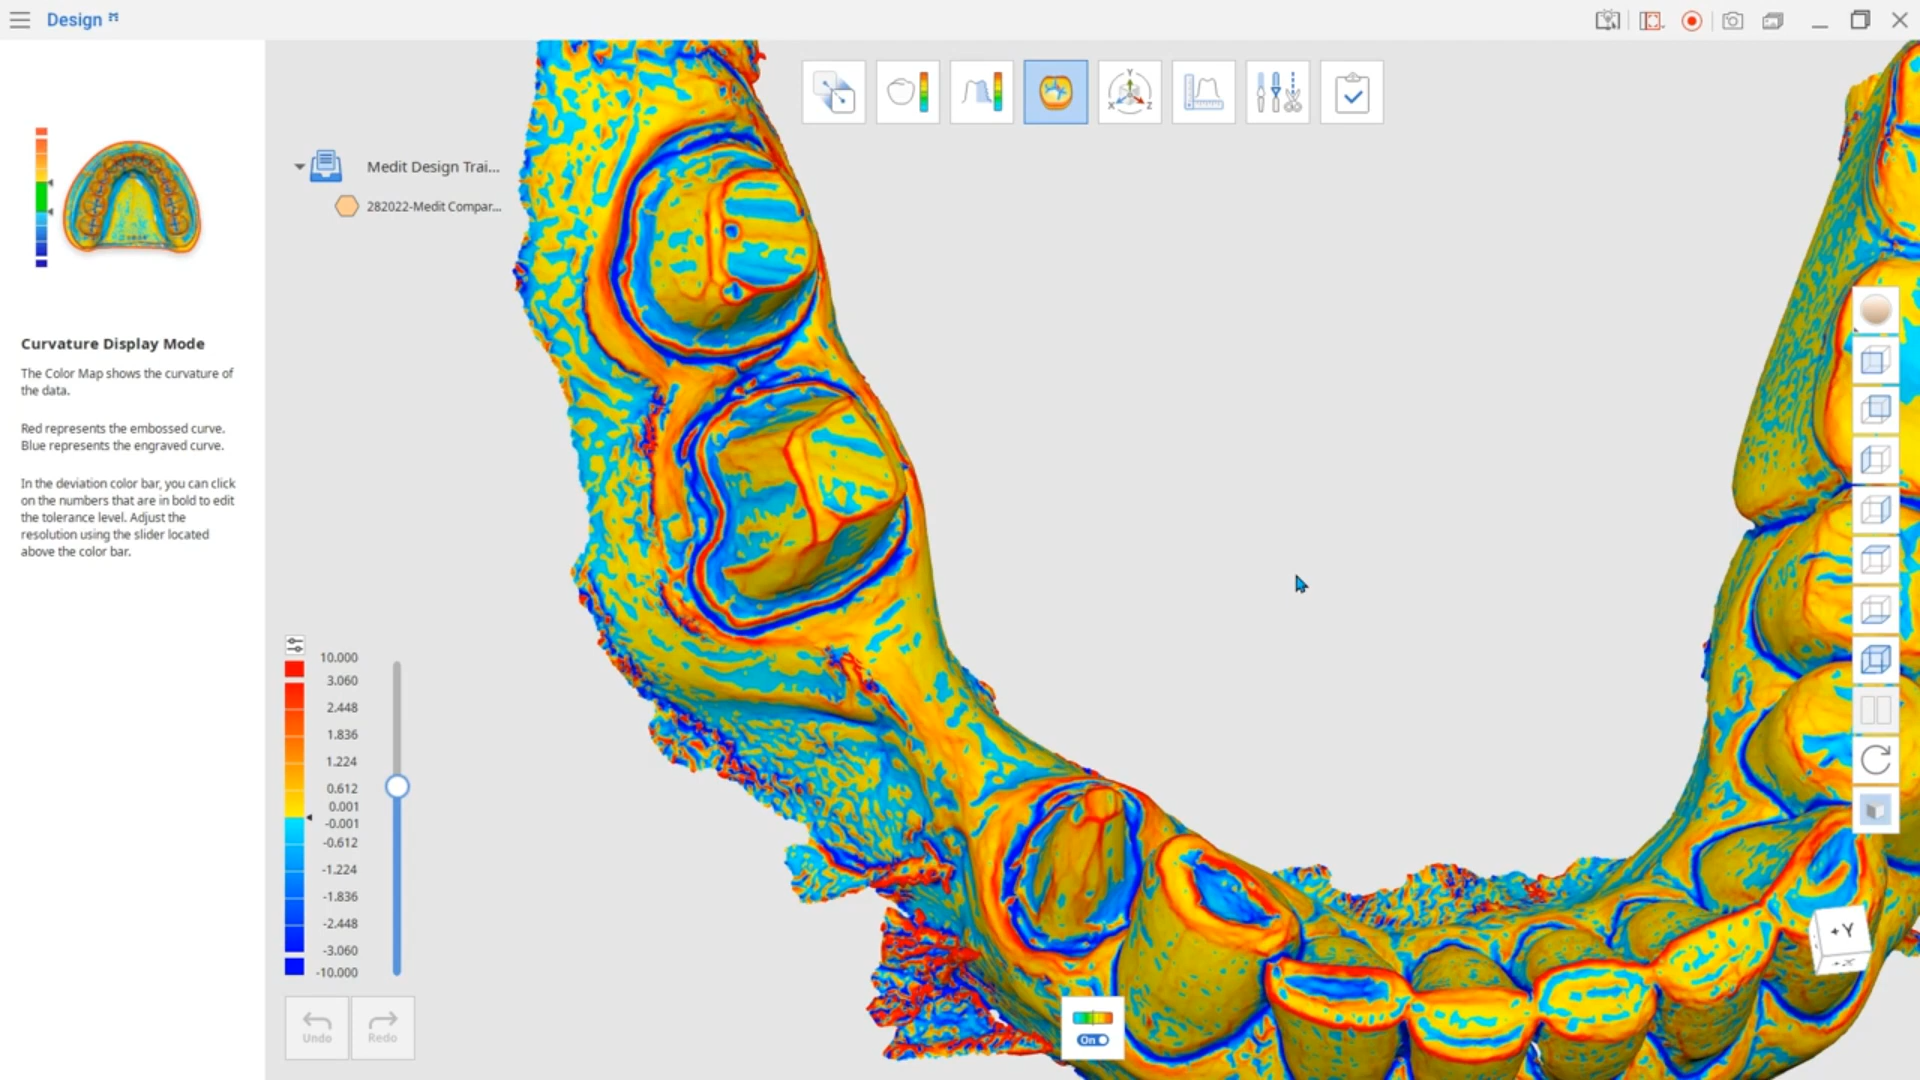 Design
Medit Design Trai...
282022-Medit Compar...
Curvature Display Mode
The Color Map shows the curvature of
the data.
Red represents the embossed curve.
Blue represents the engraved curve.
In the deviation color bar, you can click
on the numbers that are in bold to edit
the tolerance level. Adjust the
resolution using the slider located
above the color bar.
10.000
3.060
2.448
1.836
1.224
0.612
0.001
-0.001
-0.612
-1.224
-1.836
-2.448
-3.060
-10.000
Undo
Redo
On
Y
X
Z
+Y